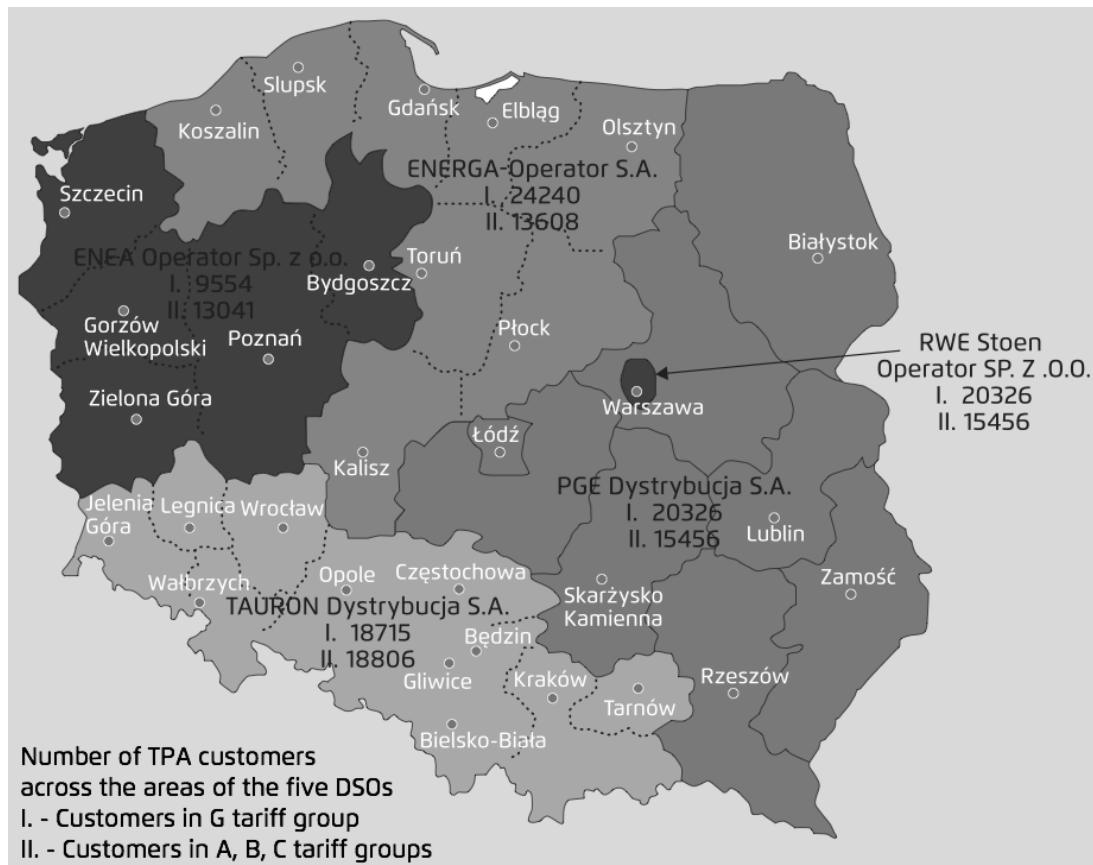 Slupsk
Koszalin
Gdańsk
Elbląg
Olsztyn
ENERGA-Operator S.A.
I. 24240
II. 13608
Szczecin
Białystok
ENEA Operator Sp. z o.o.
I. 9554
II. 13041
Toruń
Bydgoszcz
Gorzów
Wielkopolski
Poznań
Płock
RWE Stoen
Operator SP. Z .O.O.
I. 20326
II. 15456
Zielona Góra
Warszawa
Łódź
Kalisz
PGE Dystrybucja S.A.
I. 20326
II. 15456
Jelenia
Góra
Legnica
Wrocław
Lublin
Wałbrzych
Opole
Częstochowa
Skarżysko
Kamienna
Zamość
TAURON Dystrybucja S.A.
I. 18715
II. 18806
Będzin
Gliwice
Kraków
Tarnów
Rzeszów
Bielsko-Biała
Number of TPA customers
across the areas of the five DSOs
I. - Customers in G tariff group
II. - Customers in A, B, C tariff groups